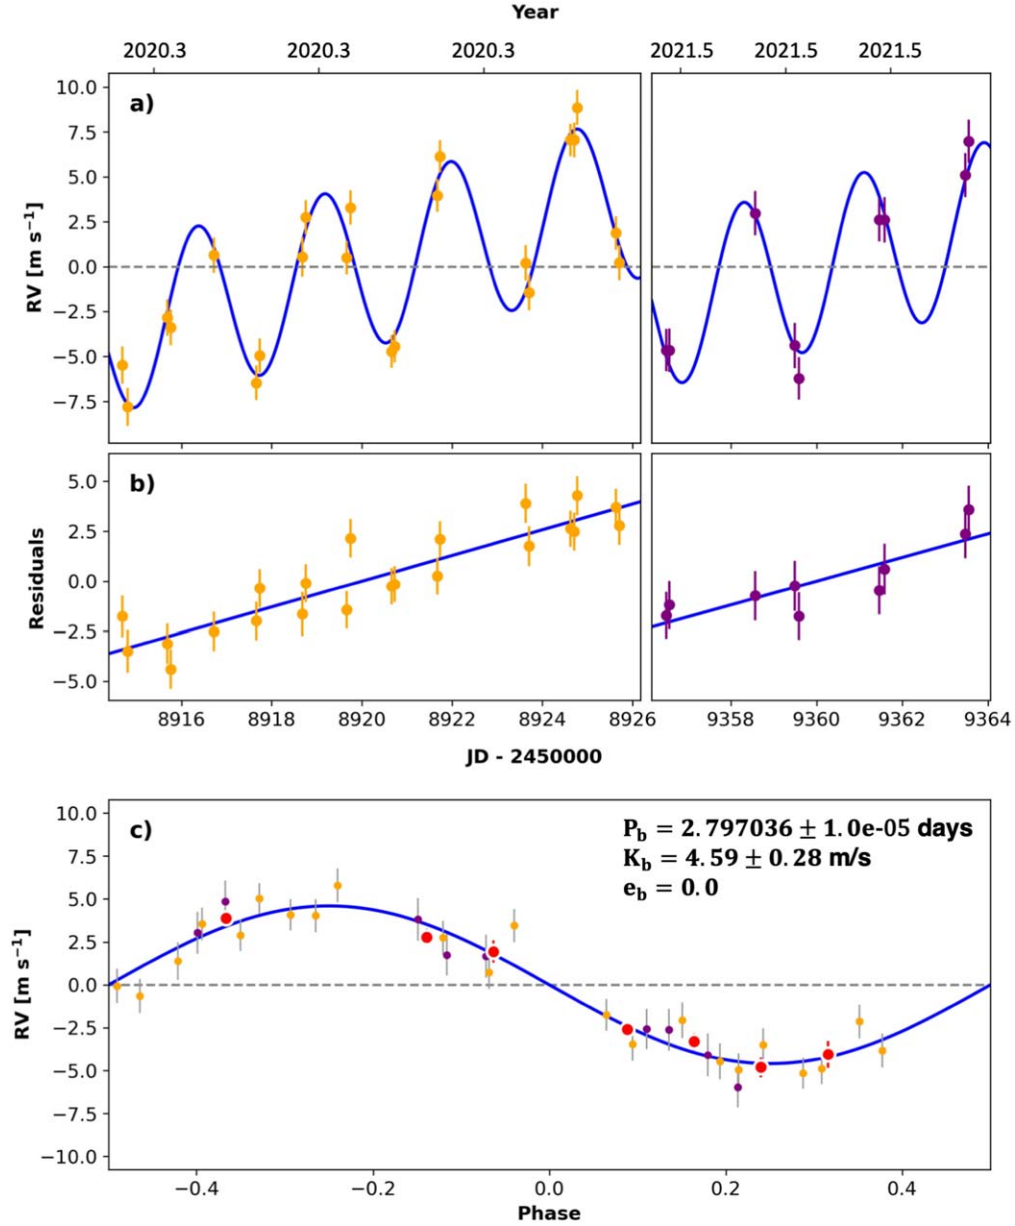 Year
2020.3 2020.3 2020.3 2021.5 2021.5 2021.5
a)
10.0
7.5
5.0
2.5
0.0
−2.5
−5.0
−7.5
RV [m s⁻¹]
b)
5.0
2.5
0.0
−2.5
−5.0
Residuals
8916 8918 8920 8922 8924 8926 9358 9360 9362 9364
JD - 2450000
c)
P_b = 2.797036 ± 1.0e-05 days
K_b = 4.59 ± 0.28 m/s
e_b = 0.0
10.0
7.5
5.0
2.5
0.0
−2.5
−5.0
−7.5
−10.0
RV [m s⁻¹]
−0.4 −0.2 0.0 0.2 0.4
Phase